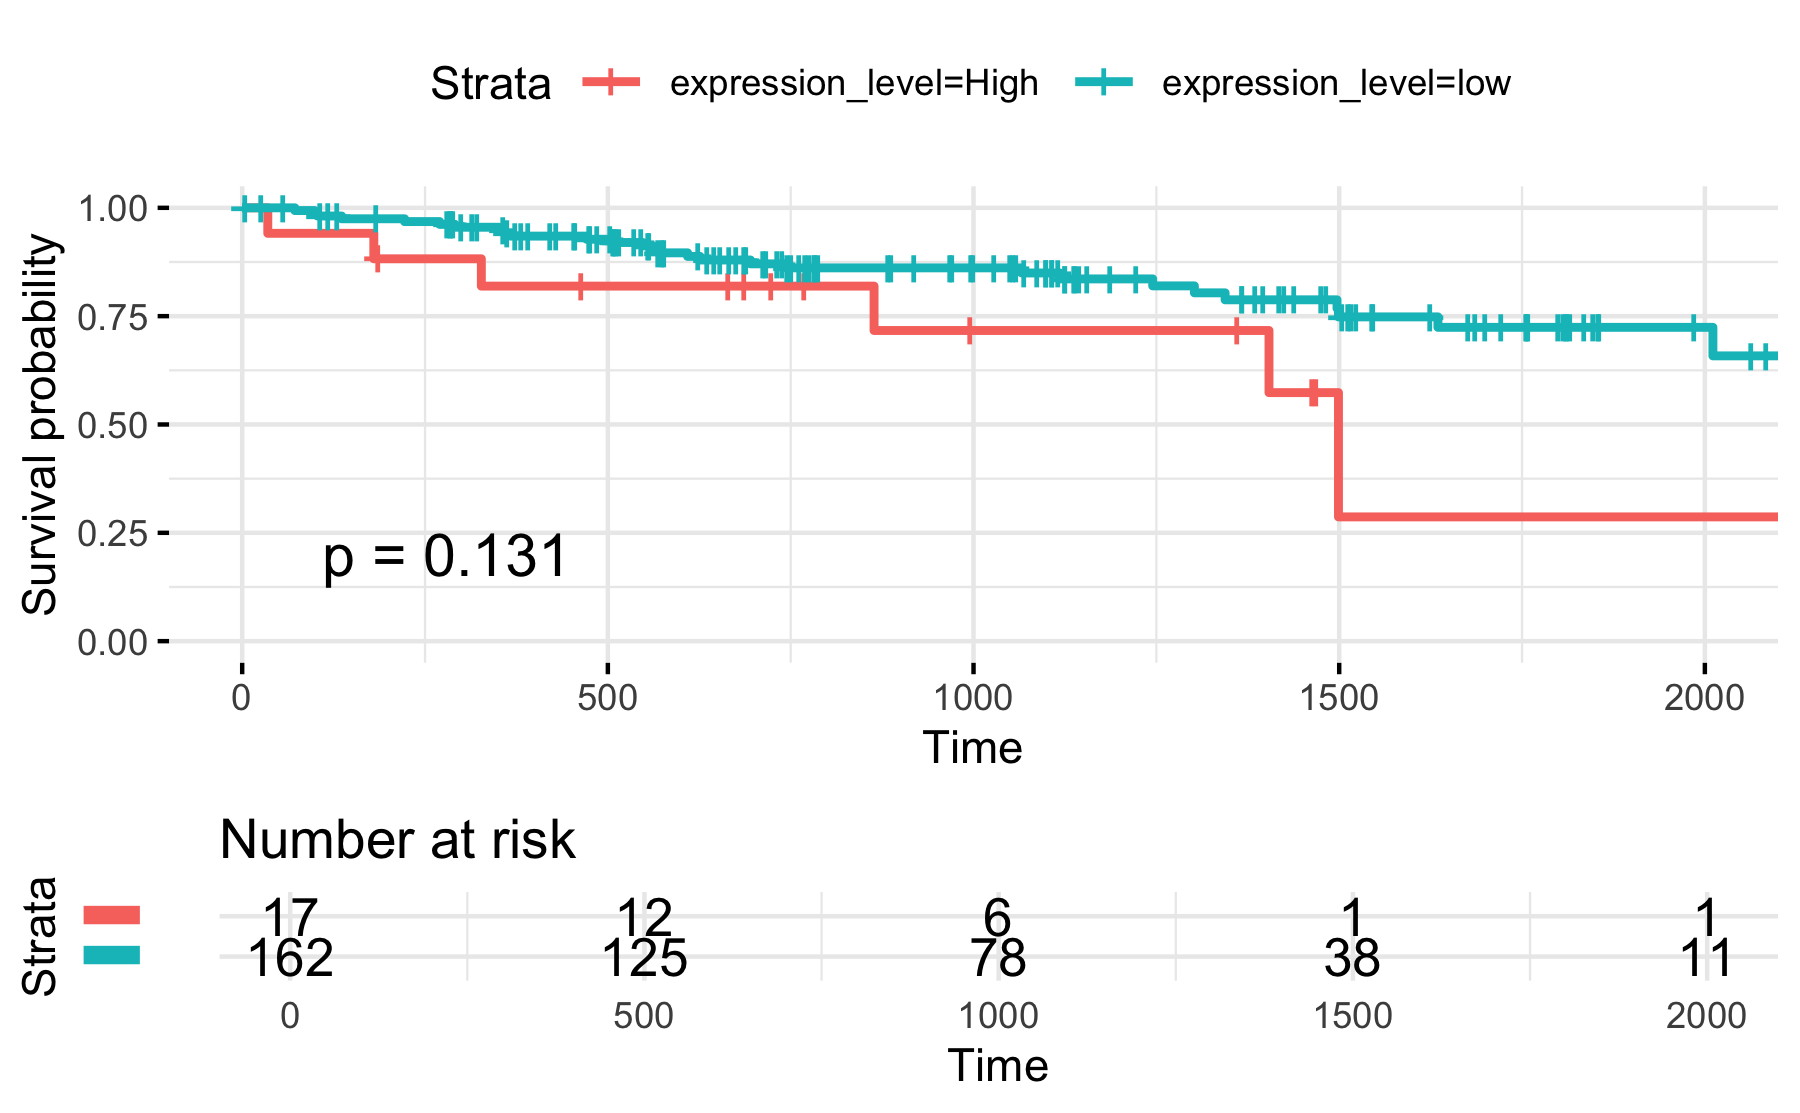 Strata expression_level=High expression_level=low
Survival probability
1.00
0.75
0.50
0.25
0.00
p = 0.131
0 500 1000 1500 2000
Time
Number at risk
Strata
17 12 6 1 1
162 125 78 38 11
0 500 1000 1500 2000
Time